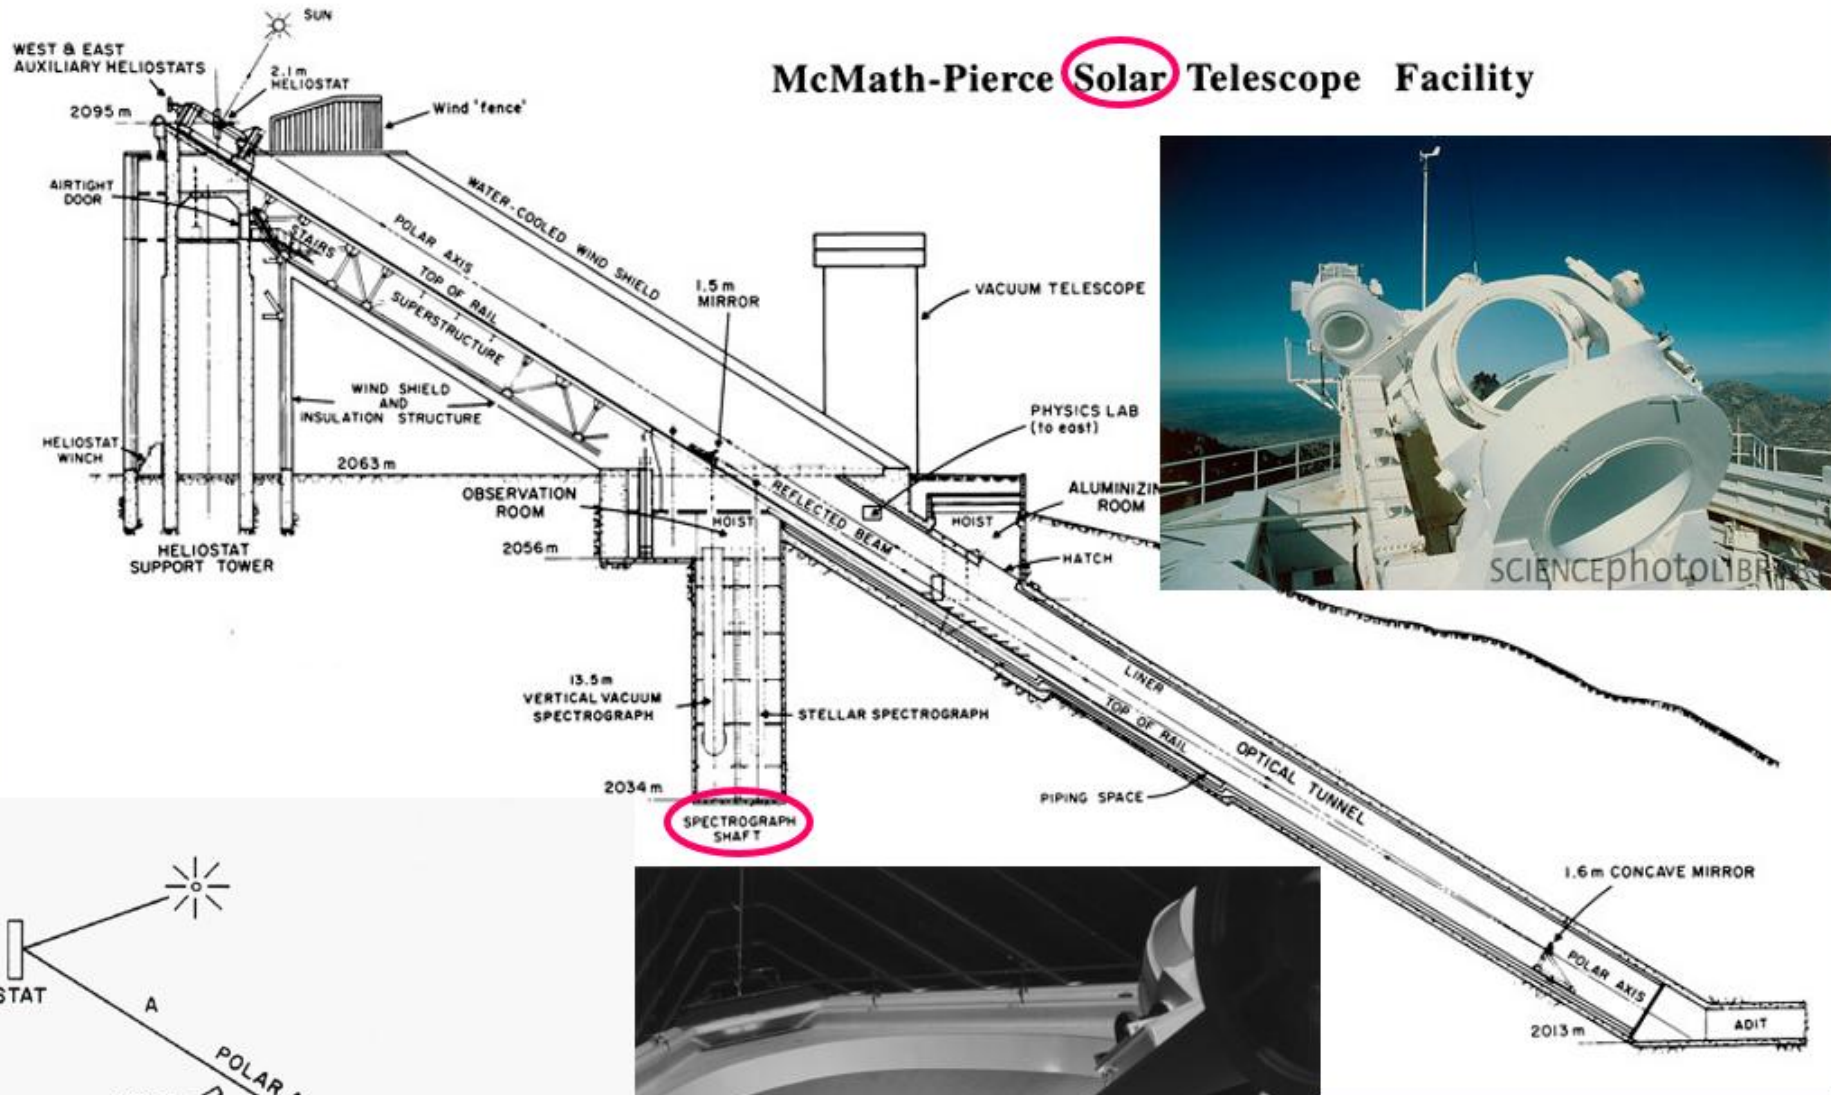 SUN
WEST & EAST
AUXILIARY HELIOSTATS
2.1m
HELIOSTAT
McMath-Pierce Solar Telescope Facility
2095 m
Wind 'fence'
AIRTIGHT
DOOR
STAIRS
POLAR AXIS
TOP OF RAIL
SUPERSTRUCTURE
WATER-COOLED WIND SHIELD
1.5 m
MIRROR
VACUUM TELESCOPE
WIND SHIELD
AND
INSULATION STRUCTURE
PHYSICS LAB
(to east)
HELIOSTAT
WINCH
2063 m
OBSERVATION
ROOM
HOIST
REFLECTED BEAM
HOIST
ALUMINIZIN
ROOM
HATCH
2056 m
HELIOSTAT
SUPPORT TOWER
SCIENCEphotoLIBR
13.5 m
VERTICAL VACUUM
SPECTROGRAPH
STELLAR SPECTROGRAPH
LINER
TOP OF RAIL
OPTICAL TUNNEL
PIPING SPACE
2034 m
SPECTROGRAPH
SHAFT
1.6 m CONCAVE MIRROR
POLAR AXIS
2013 m
ADIT
STAT
A
POLAR